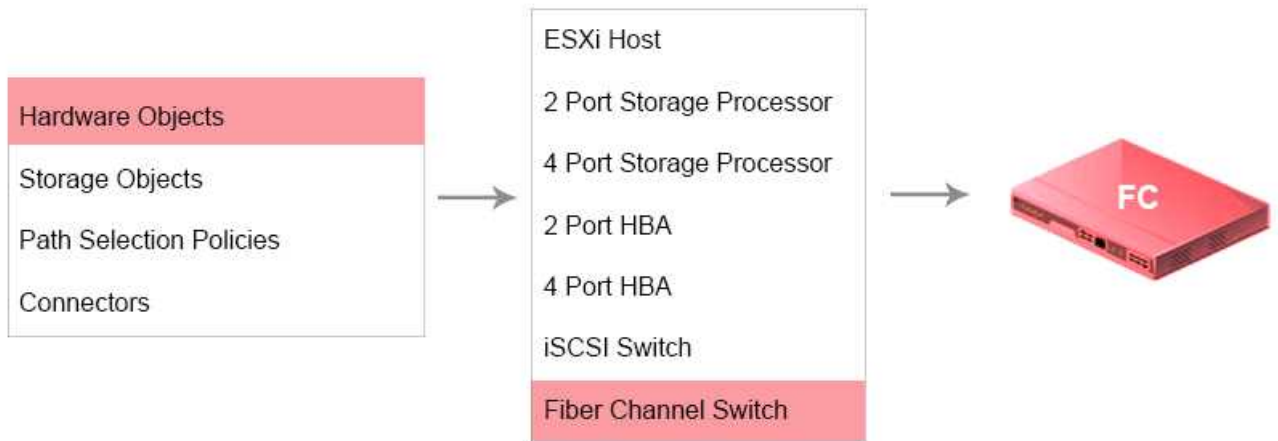 Hardware Objects
Storage Objects
Path Selection Policies
Connectors
ESXi Host
2 Port Storage Processor
4 Port Storage Processor
2 Port HBA
4 Port HBA
iSCSI Switch
Fiber Channel Switch
FC